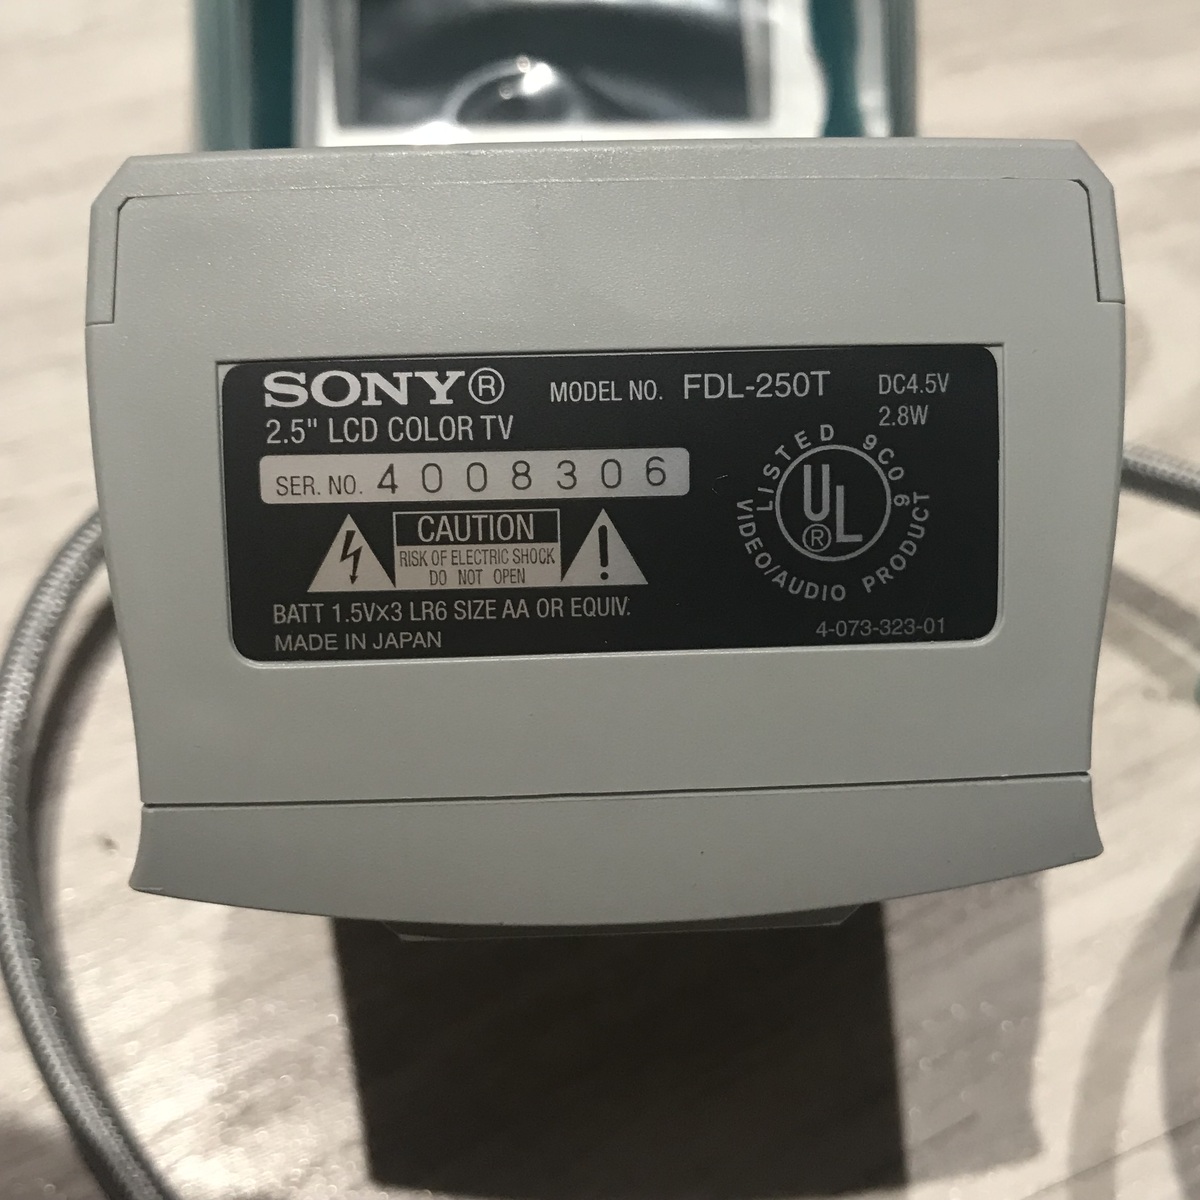 SONY® MODEL NO. FDL-250T DC4.5V
2.8W
2.5" LCD COLOR TV
SER. NO. 4008306
LISTED 9C09
UL®
VIDEO/AUDIO PRODUCT
CAUTION
RISK OF ELECTRIC SHOCK
DO NOT OPEN
BATT 1.5V×3 LR6 SIZE AA OR EQUIV.
MADE IN JAPAN
4-073-323-01